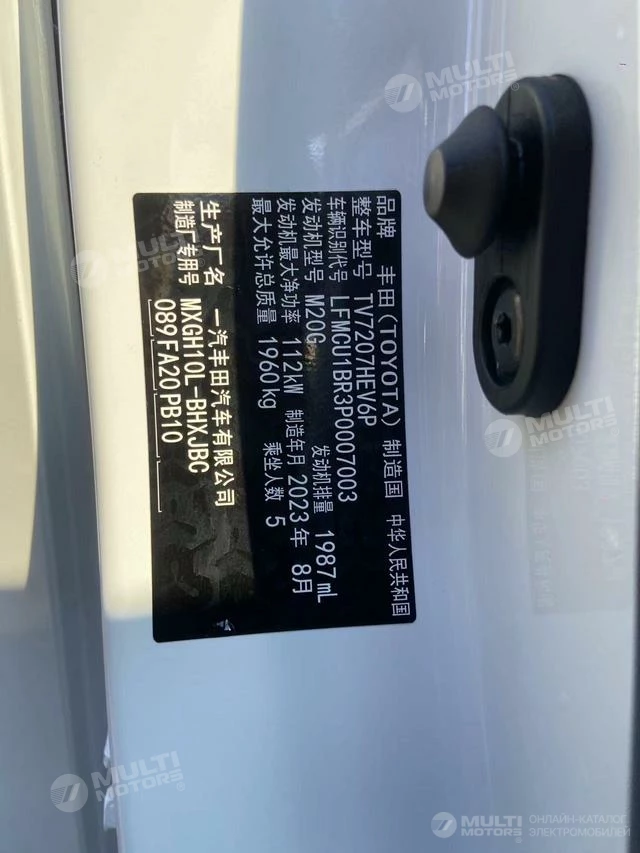 品牌 丰田(TOYOTA) 制造国 中华人民共和国
整车型号 TV7207HEV6P
车辆识别代号 LFMCU1BR3P0007003
发动机型号 M20G 发动机排量 1987mL
发动机最大净功率 112kW 制造年月 2023年 8月
最大允许总质量 1960kg 乘坐人数 5
生产厂名 一汽丰田汽车有限公司
制造厂专用号 MXGH10L-BHXJBC
089FA20PB10
MULTI MOTORS®
MULTI MOTORS®
MULTI MOTORS®
MULTI MOTORS®
MULTI MOTORS®
ОНЛАЙН-КАТАЛОГ
ЭЛЕКТРОМОБИЛЕЙ